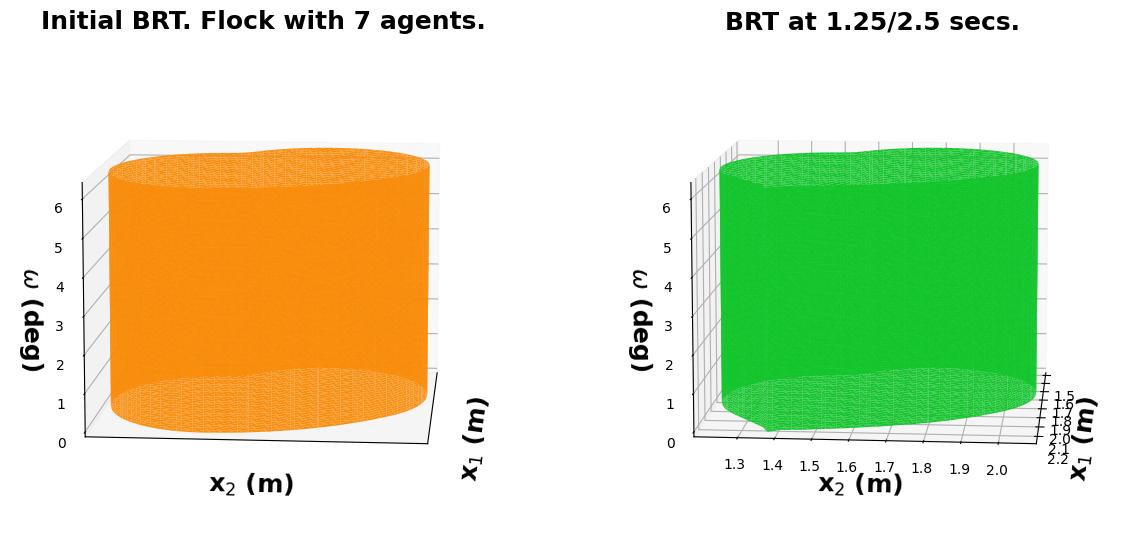 Initial BRT. Flock with 7 agents.
6
5
4
3
2
1
0
ω (deg)
x₂ (m)
x₁ (m)
BRT at 1.25/2.5 secs.
6
5
4
3
2
1
0
ω (deg)
1.3 1.4 1.5 1.6 1.7 1.8 1.9 2.0
x₂ (m)
1.5
1.6
1.7
1.8
1.9
2.0
2.1
2.2
x₁ (m)